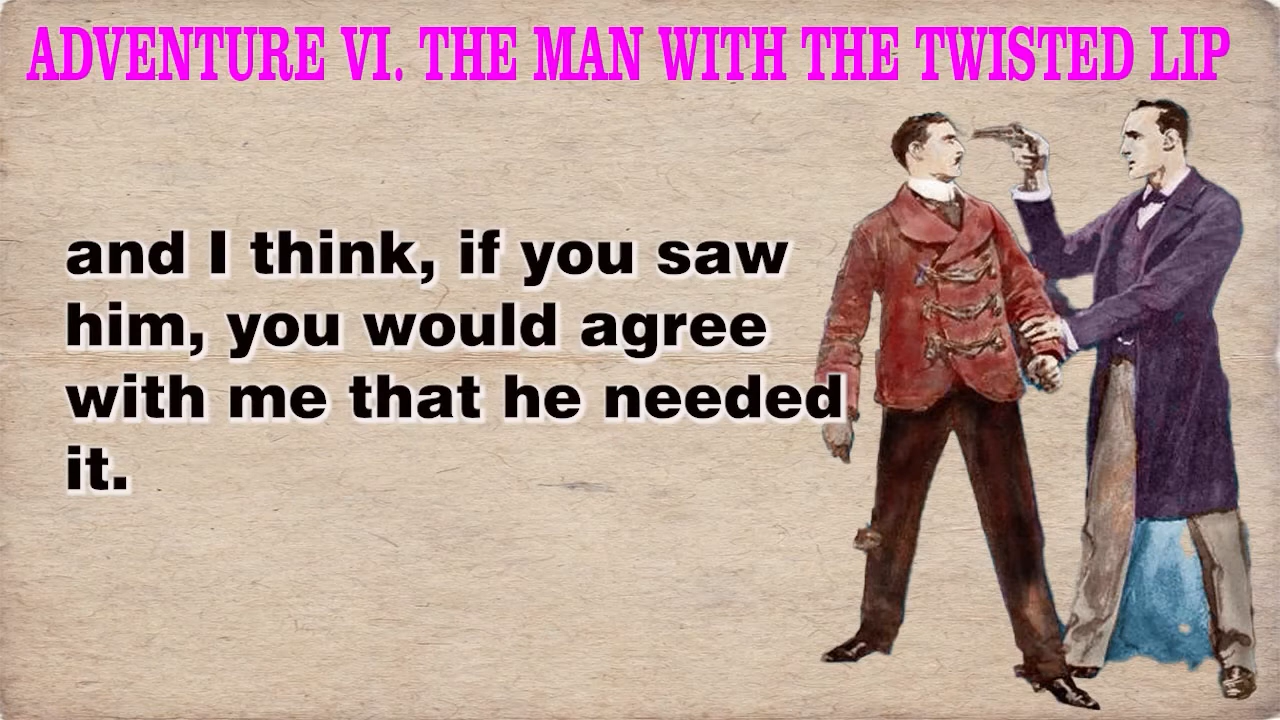 ADVENTURE VI. THE MAN WITH THE TWISTED LIP
and I think, if you saw
him, you would agree
with me that he needed
it.